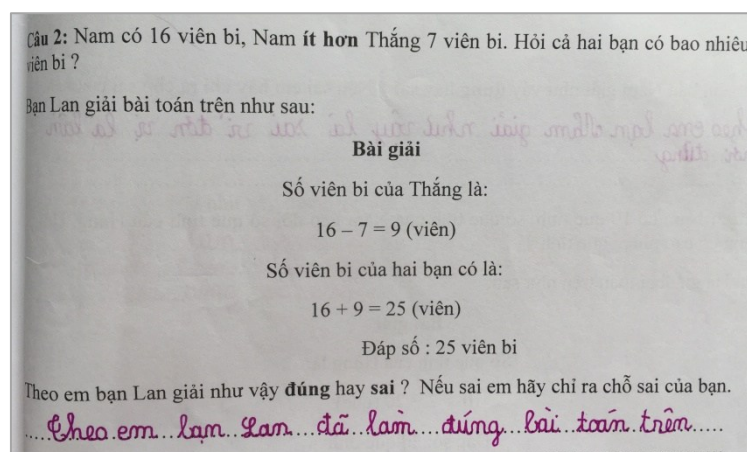 Câu 2: Nam có 16 viên bi, Nam ít hơn Thắng 7 viên bi. Hỏi cả hai bạn có bao nhiêu
viên bi ?
Bạn Lan giải bài toán trên như sau:
Bài giải
Số viên bi của Thắng là:
16 – 7 = 9 (viên)
Số viên bi của hai bạn có là:
16 + 9 = 25 (viên)
Đáp số : 25 viên bi
Theo em bạn Lan giải như vậy đúng hay sai ? Nếu sai em hãy chỉ ra chỗ sai của bạn.
Theo em bạn Lan đã làm đúng bài toán trên